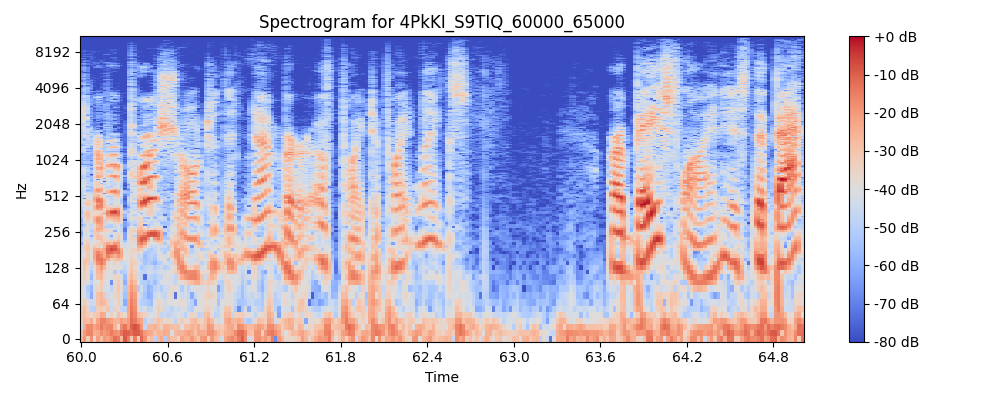 Spectrogram for 4PkKI_S9TIQ_60000_65000
8192
4096
2048
1024
512
256
128
64
0
Hz
60.0 60.6 61.2 61.8 62.4 63.0 63.6 64.2 64.8
Time
+0 dB
-10 dB
-20 dB
-30 dB
-40 dB
-50 dB
-60 dB
-70 dB
-80 dB